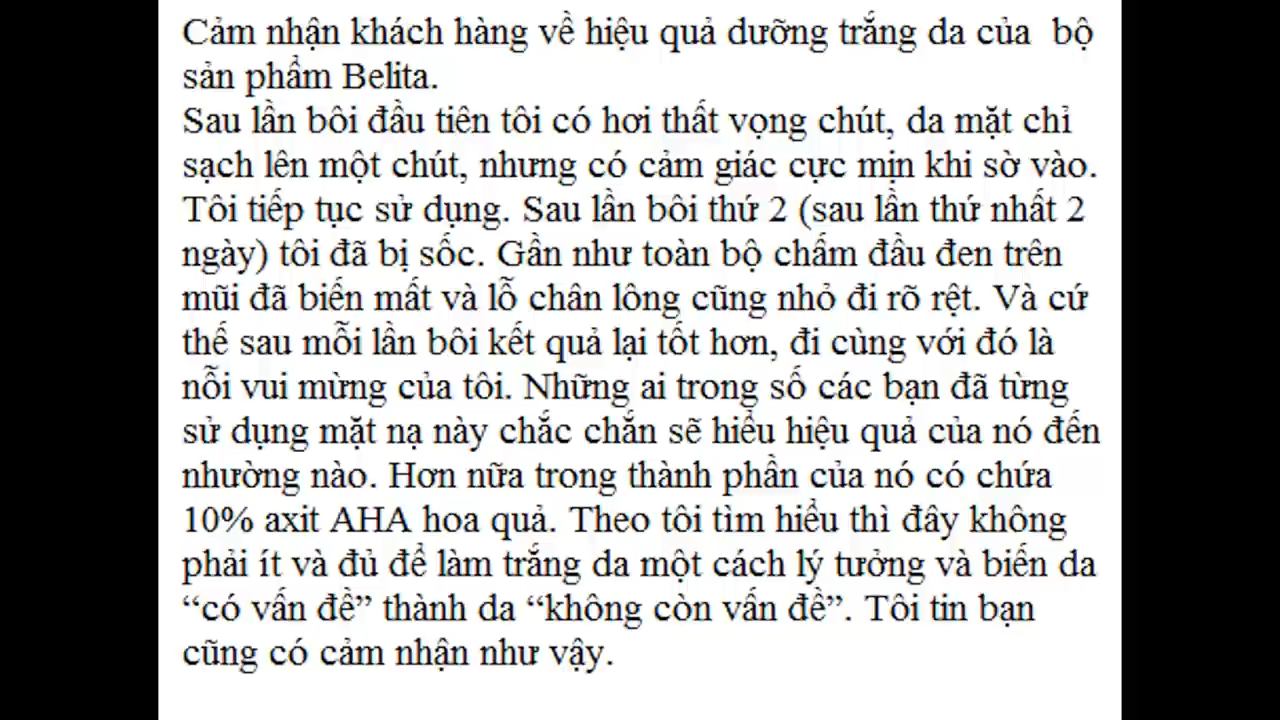 Cảm nhận khách hàng về hiệu quả dưỡng trắng da của  bộ
sản phẩm Belita.
Sau lần bôi đầu tiên tôi có hơi thất vọng chút, da mặt chỉ
sạch lên một chút, nhưng có cảm giác cực mịn khi sờ vào.
Tôi tiếp tục sử dụng. Sau lần bôi thứ 2 (sau lần thứ nhất 2
ngày) tôi đã bị sốc. Gần như toàn bộ chấm đầu đen trên
mũi đã biến mất và lỗ chân lông cũng nhỏ đi rõ rệt. Và cứ
thế sau mỗi lần bôi kết quả lại tốt hơn, đi cùng với đó là
nỗi vui mừng của tôi. Những ai trong số các bạn đã từng
sử dụng mặt nạ này chắc chắn sẽ hiểu hiệu quả của nó đến
nhường nào. Hơn nữa trong thành phần của nó có chứa
10% axit AHA hoa quả. Theo tôi tìm hiểu thì đây không
phải ít và đủ để làm trắng da một cách lý tưởng và biến da
“có vấn đề” thành da “không còn vấn đề”. Tôi tin bạn
cũng có cảm nhận như vậy.